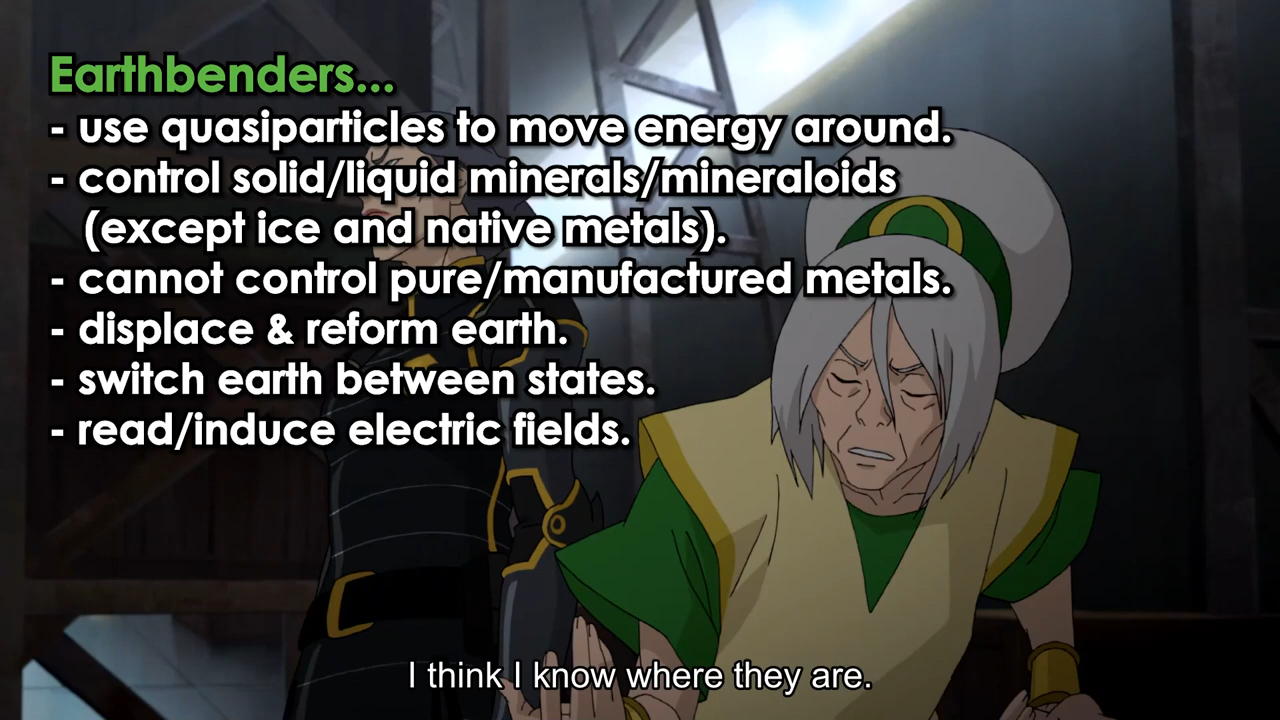 Earthbenders...
- use quasiparticles to move energy around.
- control solid/liquid minerals/mineraloids
(except ice and native metals).
- cannot control pure/manufactured metals.
- displace & reform earth.
- switch earth between states.
- read/induce electric fields.
I think I know where they are.